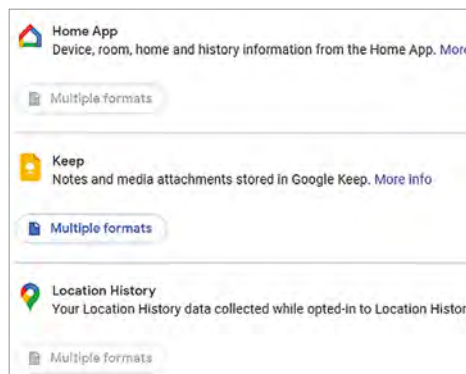 Home App
Device, room, home and history information from the Home App. More
Multiple formats
Keep
Notes and media attachments stored in Google Keep. More info
Multiple formats
Location History
Your Location History data collected while opted-in to Location Histor
Multiple formats